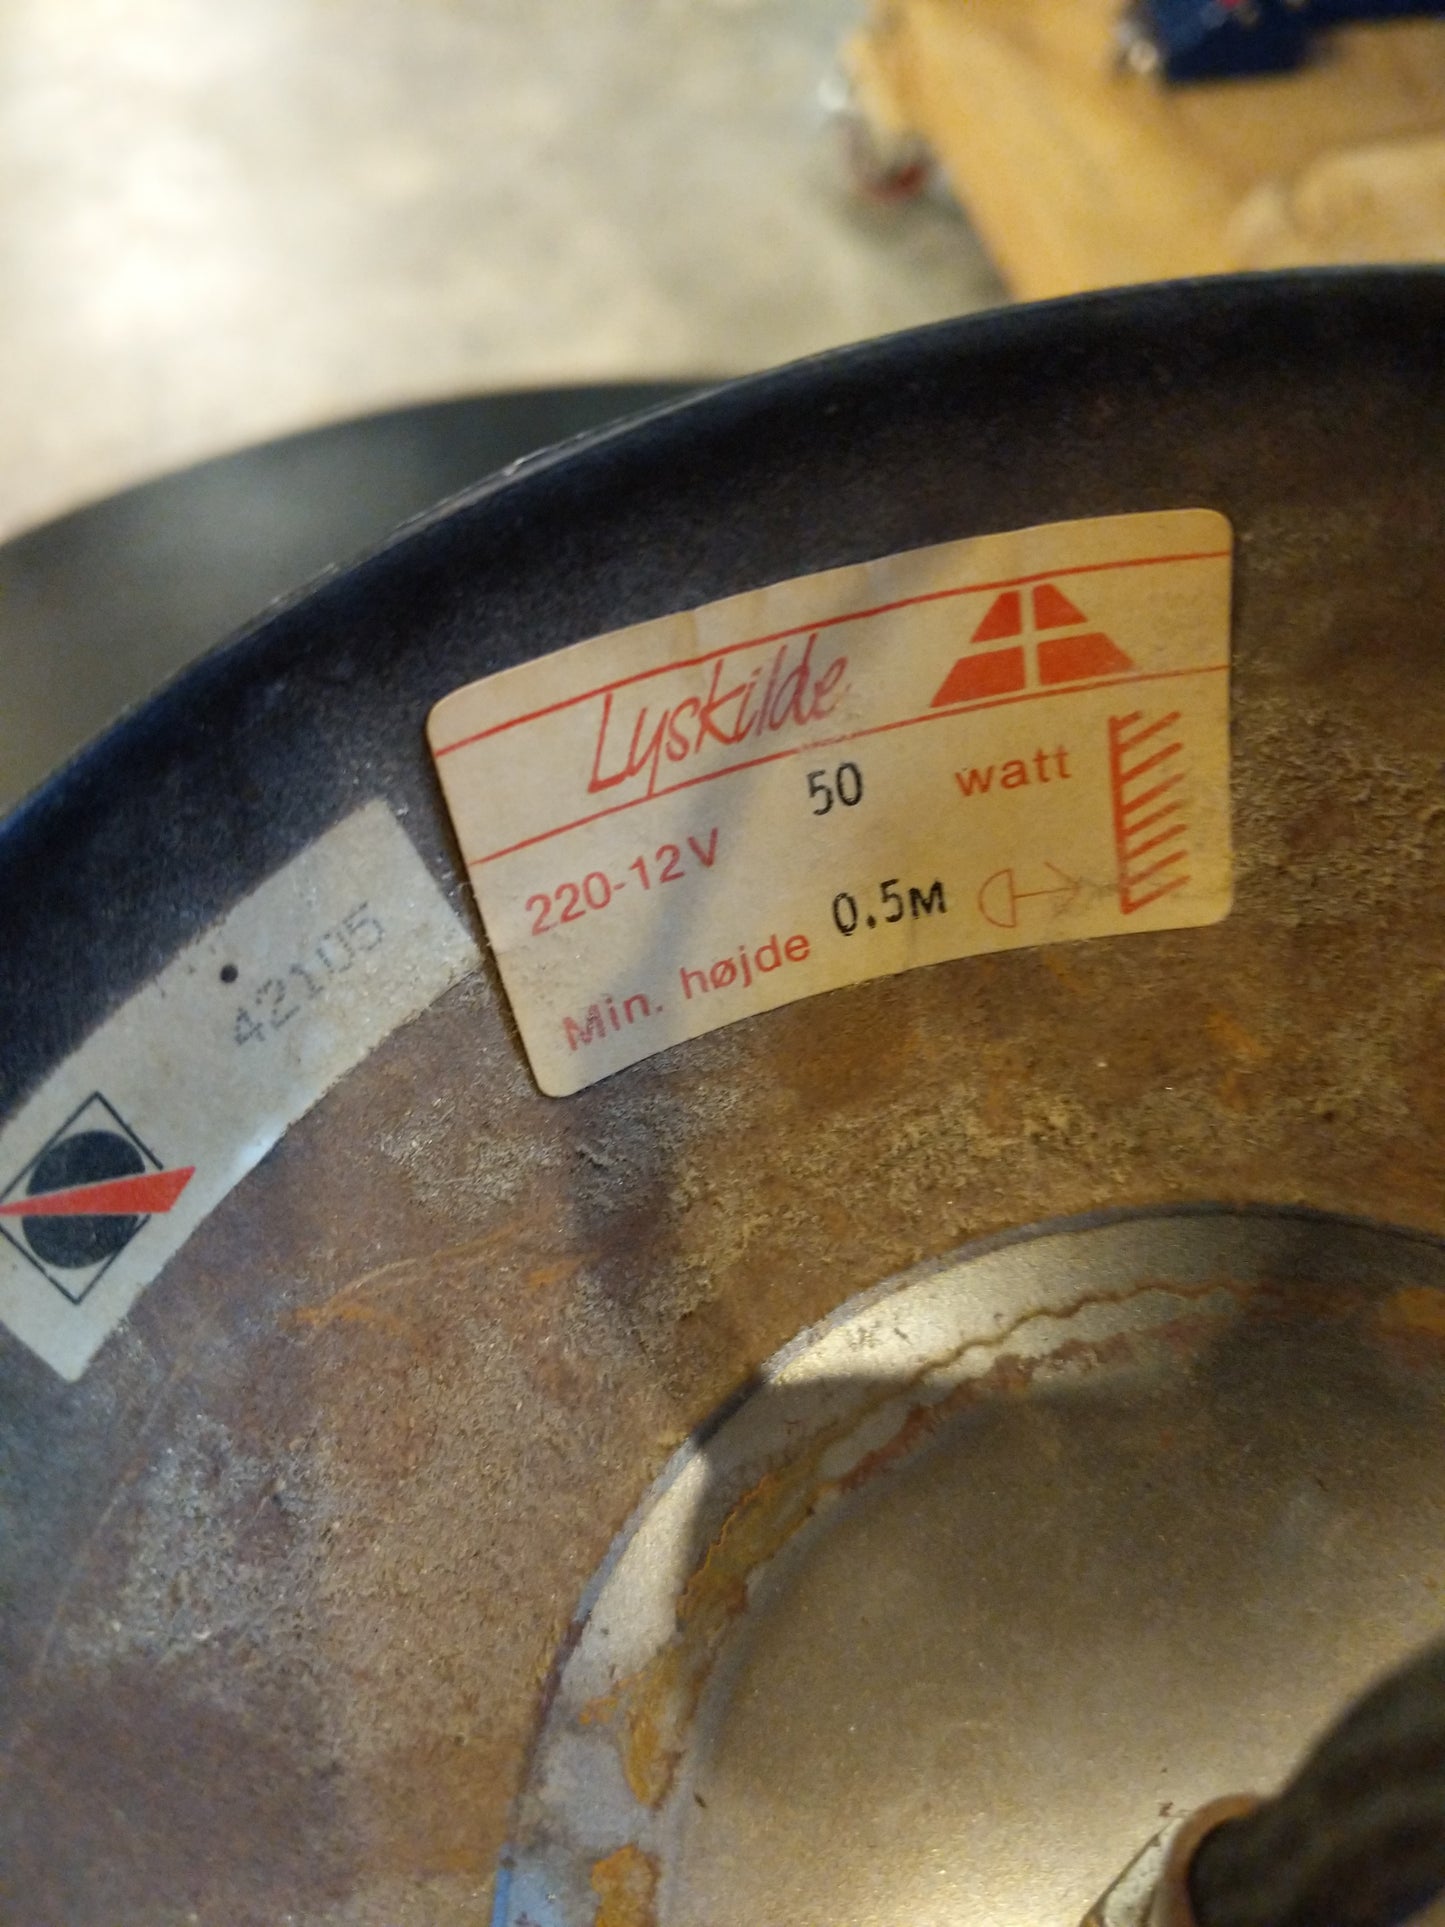 Lyskilde
220-12V 50 watt
Min. højde 0.5M
42105